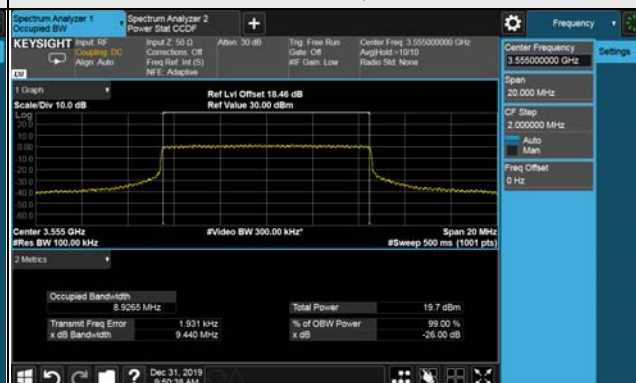 Spectrum Analyzer 1
Occupied BW
Spectrum Analyzer 2
Power Stat CCDF
+
Frequency
KEYSIGHT
Input: RF
Coupling: DC
Align: Auto
Input Z: 50 Ω
Corrections: Off
Freq Ref: Int (S)
NFE: Adaptive
Atten: 30 dB
Trig: Free Run
Gate: Off
#IF Gain: Low
Center Freq: 3.555000000 GHz
Avg|Hold:>10/10
Radio Std: None
LXI
Center Frequency
3.555000000 GHz
Settings
Span
20.000 MHz
CF Step
2.000000 MHz
Auto
Man
Freq Offset
0 Hz
1 Graph
Scale/Div 10.0 dB
Ref Lvl Offset 18.46 dB
Ref Value 30.00 dBm
Log
20.0
10.0
0.00
-10.0
-20.0
-30.0
-40.0
-50.0
-60.0
Center 3.555 GHz
#Res BW 100.00 kHz
#Video BW 300.00 kHz*
Span 20 MHz
#Sweep 500 ms (1001 pts)
2 Metrics
Occupied Bandwidth
8.9265 MHz
Total Power
19.7 dBm
Transmit Freq Error
1.931 kHz
% of OBW Power
99.00 %
x dB Bandwidth
9.440 MHz
x dB
-26.00 dB
?
Dec 31, 2019
9:50:38 AM